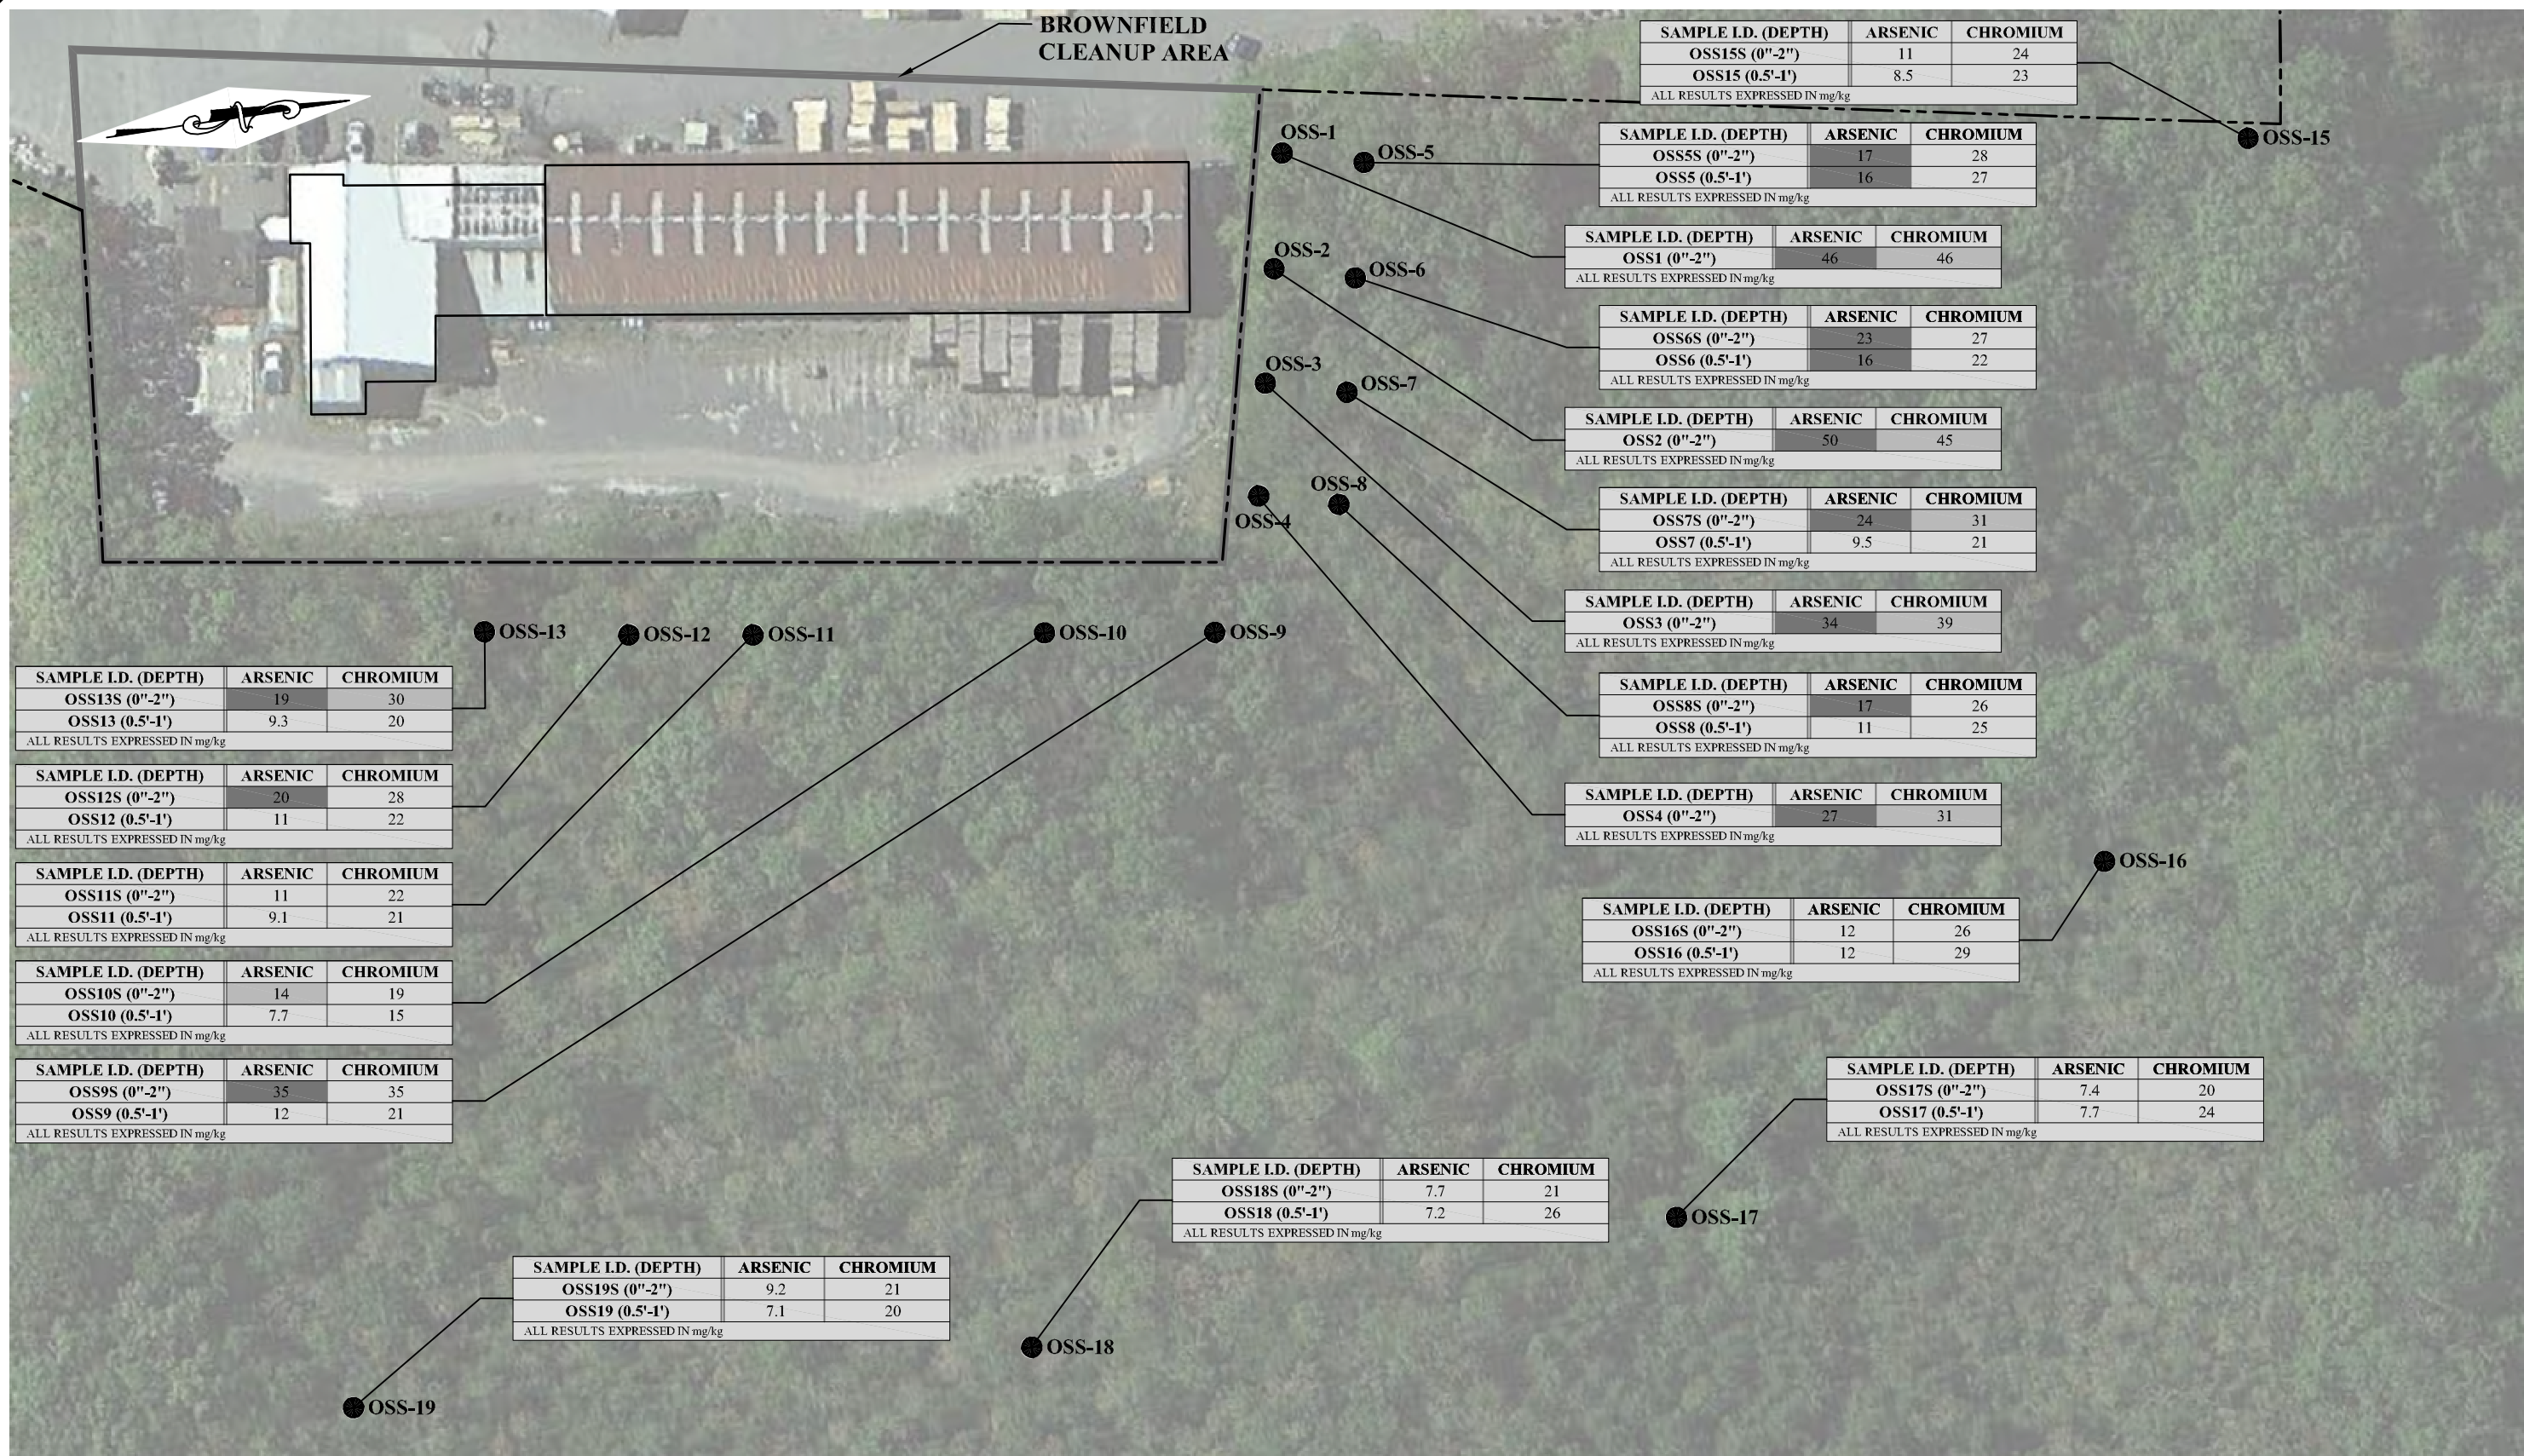 BROWNFIELD
CLEANUP AREA
SAMPLE I.D. (DEPTH) ARSENIC CHROMIUM
OSS15S (0"-2") 11 24
OSS15 (0.5'-1') 8.5 23
ALL RESULTS EXPRESSED IN mg/kg
OSS-15
OSS-1
OSS-5
SAMPLE I.D. (DEPTH) ARSENIC CHROMIUM
OSS5S (0"-2") 17 28
OSS5 (0.5'-1') 16 27
ALL RESULTS EXPRESSED IN mg/kg
SAMPLE I.D. (DEPTH) ARSENIC CHROMIUM
OSS1 (0"-2") 46 46
ALL RESULTS EXPRESSED IN mg/kg
OSS-2
OSS-6
SAMPLE I.D. (DEPTH) ARSENIC CHROMIUM
OSS6S (0"-2") 23 27
OSS6 (0.5'-1') 16 22
ALL RESULTS EXPRESSED IN mg/kg
OSS-3
OSS-7
SAMPLE I.D. (DEPTH) ARSENIC CHROMIUM
OSS2 (0"-2") 50 45
ALL RESULTS EXPRESSED IN mg/kg
OSS-8
OSS-4
SAMPLE I.D. (DEPTH) ARSENIC CHROMIUM
OSS7S (0"-2") 24 31
OSS7 (0.5'-1') 9.5 21
ALL RESULTS EXPRESSED IN mg/kg
SAMPLE I.D. (DEPTH) ARSENIC CHROMIUM
OSS3 (0"-2") 34 39
ALL RESULTS EXPRESSED IN mg/kg
OSS-13
OSS-12
OSS-11
OSS-10
OSS-9
SAMPLE I.D. (DEPTH) ARSENIC CHROMIUM
OSS13S (0"-2") 19 30
OSS13 (0.5'-1') 9.3 20
ALL RESULTS EXPRESSED IN mg/kg
SAMPLE I.D. (DEPTH) ARSENIC CHROMIUM
OSS8S (0"-2") 17 26
OSS8 (0.5'-1') 11 25
ALL RESULTS EXPRESSED IN mg/kg
SAMPLE I.D. (DEPTH) ARSENIC CHROMIUM
OSS12S (0"-2") 20 28
OSS12 (0.5'-1') 11 22
ALL RESULTS EXPRESSED IN mg/kg
SAMPLE I.D. (DEPTH) ARSENIC CHROMIUM
OSS4 (0"-2") 27 31
ALL RESULTS EXPRESSED IN mg/kg
SAMPLE I.D. (DEPTH) ARSENIC CHROMIUM
OSS11S (0"-2") 11 22
OSS11 (0.5'-1') 9.1 21
ALL RESULTS EXPRESSED IN mg/kg
OSS-16
SAMPLE I.D. (DEPTH) ARSENIC CHROMIUM
OSS16S (0"-2") 12 26
OSS16 (0.5'-1') 12 29
ALL RESULTS EXPRESSED IN mg/kg
SAMPLE I.D. (DEPTH) ARSENIC CHROMIUM
OSS10S (0"-2") 14 19
OSS10 (0.5'-1') 7.7 15
ALL RESULTS EXPRESSED IN mg/kg
SAMPLE I.D. (DEPTH) ARSENIC CHROMIUM
OSS9S (0"-2") 35 35
OSS9 (0.5'-1') 12 21
ALL RESULTS EXPRESSED IN mg/kg
SAMPLE I.D. (DEPTH) ARSENIC CHROMIUM
OSS17S (0"-2") 7.4 20
OSS17 (0.5'-1') 7.7 24
ALL RESULTS EXPRESSED IN mg/kg
OSS-17
SAMPLE I.D. (DEPTH) ARSENIC CHROMIUM
OSS18S (0"-2") 7.7 21
OSS18 (0.5'-1') 7.2 26
ALL RESULTS EXPRESSED IN mg/kg
OSS-18
SAMPLE I.D. (DEPTH) ARSENIC CHROMIUM
OSS19S (0"-2") 9.2 21
OSS19 (0.5'-1') 7.1 20
ALL RESULTS EXPRESSED IN mg/kg
OSS-19